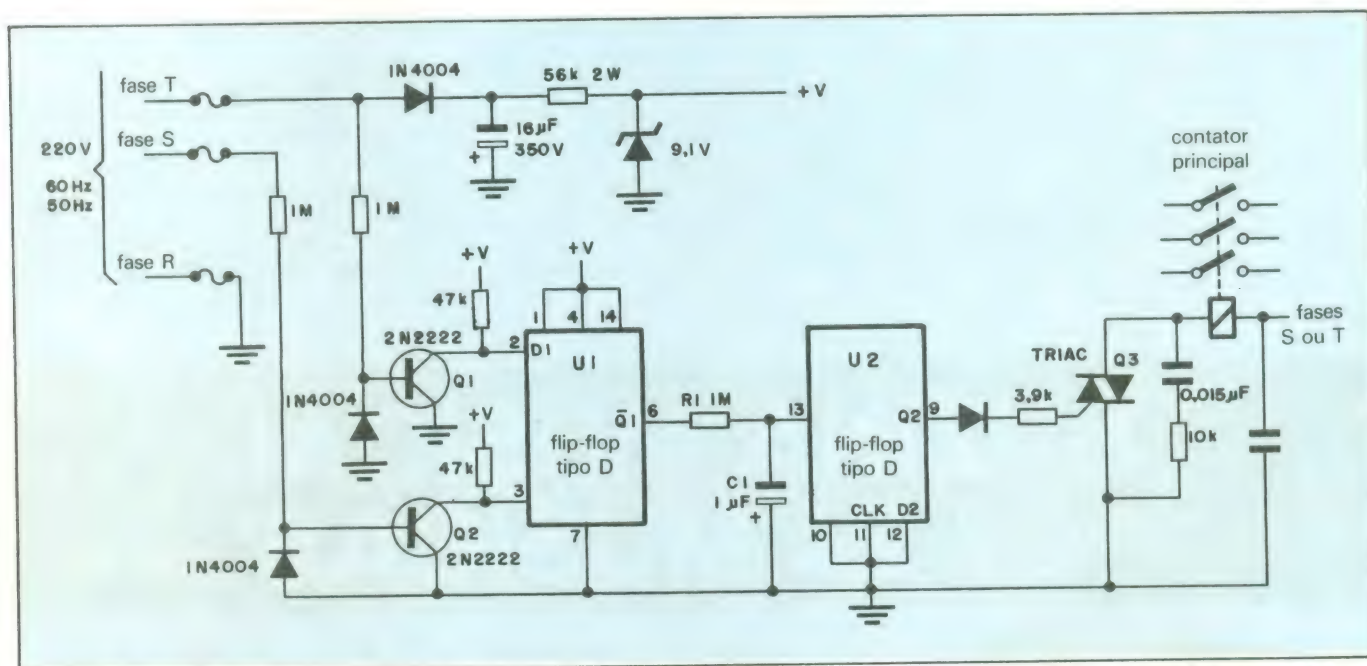 fase T
fase S
220V
60Hz
50Hz
fase R
1N4004
56k 2W
+V
16µF
350V
+
9,1V
1M
1M
+V
+V
47k
1 4 14
2N2222
2
D1
U1
Q1
1N4004
Q̅1
6
R1 1M
flip-flop
tipo D
+V
47k
3
Q2
2N2222
7
1N4004
C1
1µF
+
13
U2
Q2
9
flip-flop
tipo D
CLK D2
10 11 12
3,9k
TRIAC
Q3
0,015µF
10k
contator
principal
fases
S ou T